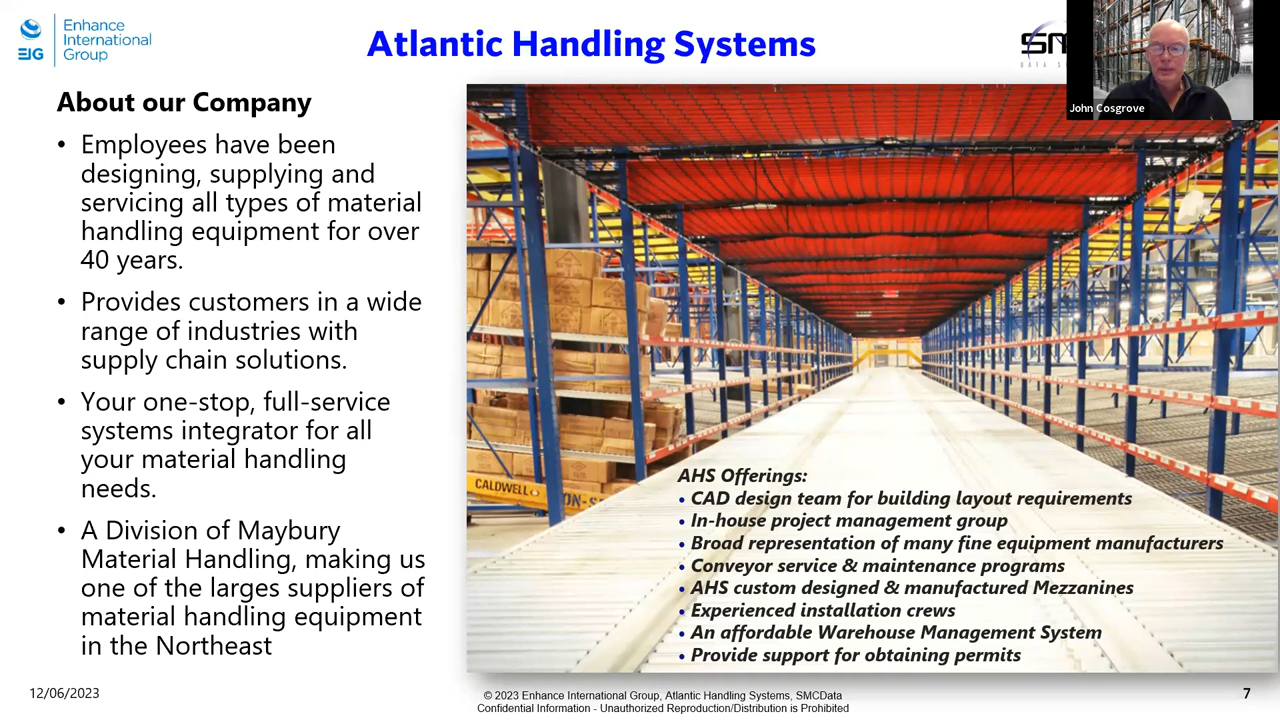 EIG
Enhance
International
Group
Atlantic Handling Systems
SM
John Cosgrove
About our Company
• Employees have been
designing, supplying and
servicing all types of material
handling equipment for over
40 years.
• Provides customers in a wide
range of industries with
supply chain solutions.
• Your one-stop, full-service
systems integrator for all
your material handling
needs.
• A Division of Maybury
Material Handling, making us
one of the larges suppliers of
material handling equipment
in the Northeast
CALDWELL
ON-S
AHS Offerings:
• CAD design team for building layout requirements
• In-house project management group
• Broad representation of many fine equipment manufacturers
• Conveyor service & maintenance programs
• AHS custom designed & manufactured Mezzanines
• Experienced installation crews
• An affordable Warehouse Management System
• Provide support for obtaining permits
12/06/2023
© 2023 Enhance International Group, Atlantic Handling Systems, SMCData
Confidential Information - Unauthorized Reproduction/Distribution is Prohibited
7